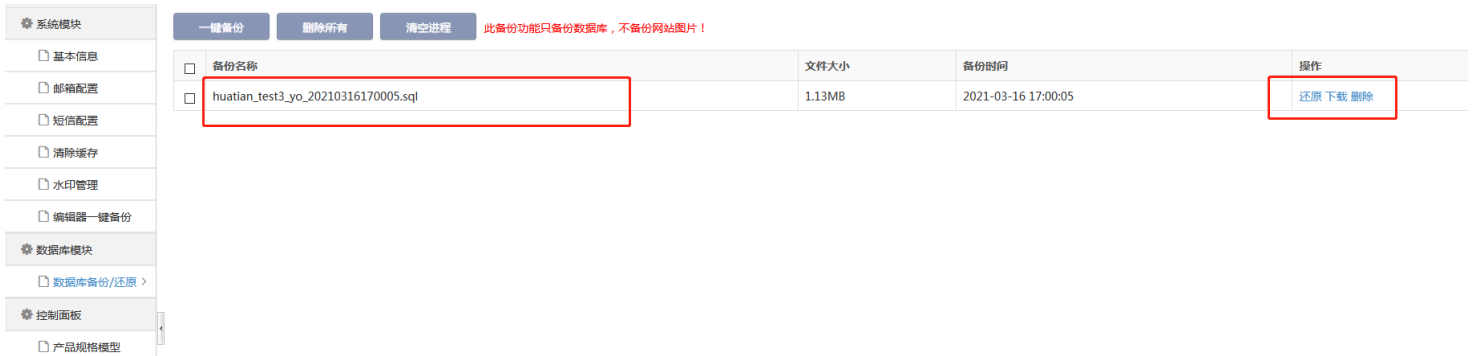 系统模块
基本信息
邮箱配置
短信配置
清除缓存
水印管理
编辑器一键备份
数据库模块
数据库备份/还原 >
控制面板
产品规格模型
一键备份 删除所有 清空进程 此备份功能只备份数据库，不备份网站图片！
备份名称 文件大小 备份时间 操作
huatian_test3_yo_20210316170005.sql 1.13MB 2021-03-16 17:00:05 还原 下载 删除